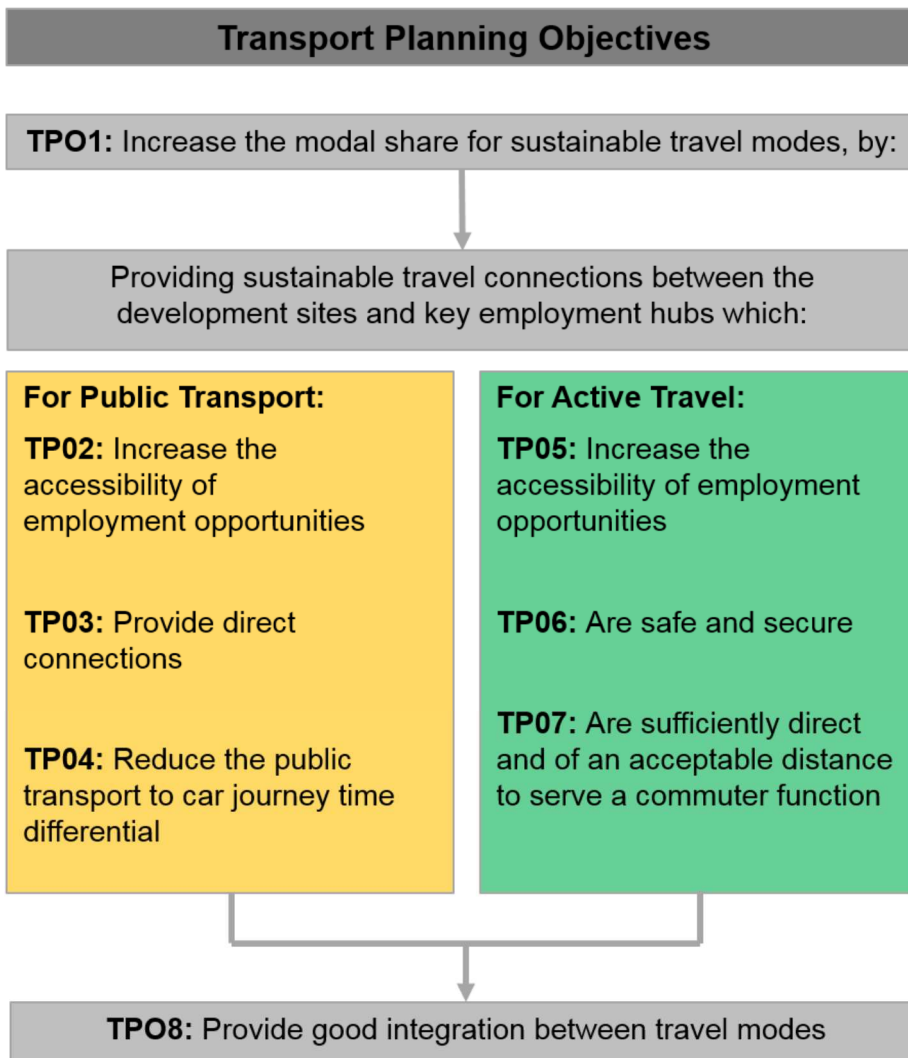 Transport Planning Objectives
TPO1: Increase the modal share for sustainable travel modes, by:
Providing sustainable travel connections between the
development sites and key employment hubs which:
For Public Transport:
TP02: Increase the
accessibility of
employment opportunities
TP03: Provide direct
connections
TP04: Reduce the public
transport to car journey time
differential
For Active Travel:
TP05: Increase the
accessibility of employment
opportunities
TP06: Are safe and secure
TP07: Are sufficiently direct
and of an acceptable distance
to serve a commuter function
TPO8: Provide good integration between travel modes